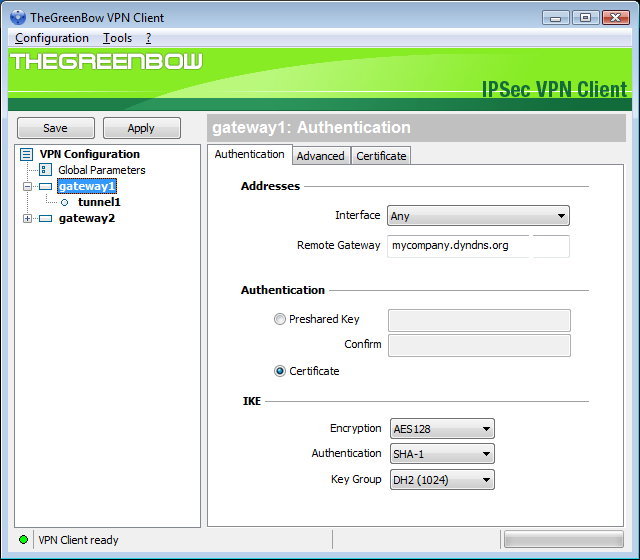 TheGreenBow VPN Client
Configuration Tools ?
THEGREENBOW
IPSec VPN Client
Save Apply
gateway1: Authentication
VPN Configuration
Global Parameters
gateway1
tunnel1
gateway2
Authentication Advanced Certificate
Addresses
Interface Any
Remote Gateway mycompany.dyndns.org
Authentication
Preshared Key
Confirm
Certificate
IKE
Encryption AES128
Authentication SHA-1
Key Group DH2 (1024)
VPN Client ready